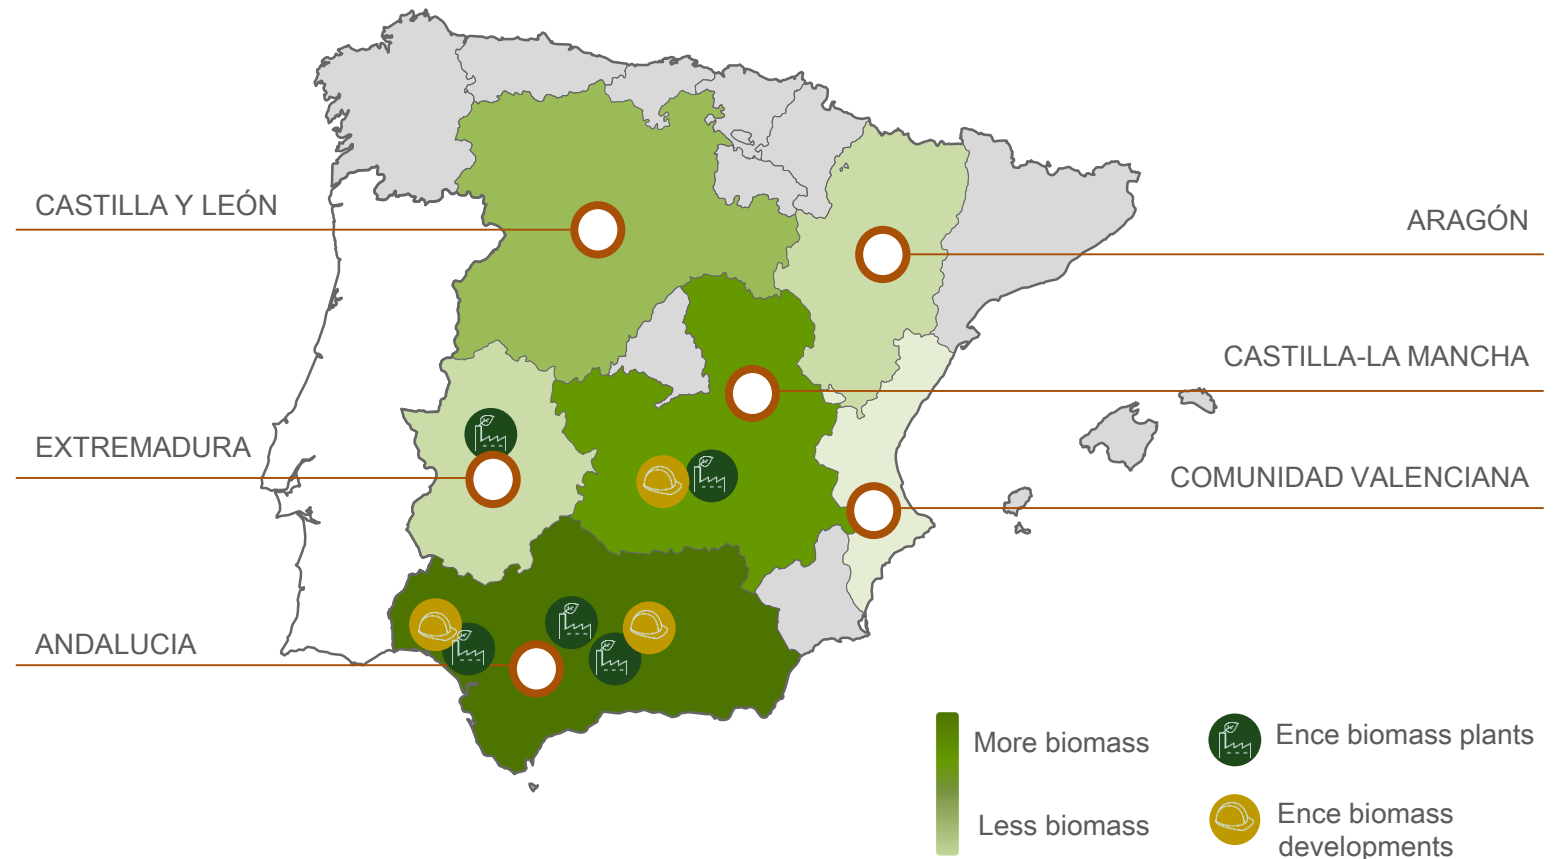 CASTILLA Y LEÓN
ARAGÓN
CASTILLA-LA MANCHA
EXTREMADURA
COMUNIDAD VALENCIANA
ANDALUCIA
More biomass
Less biomass
Ence biomass plants
Ence biomass
developments